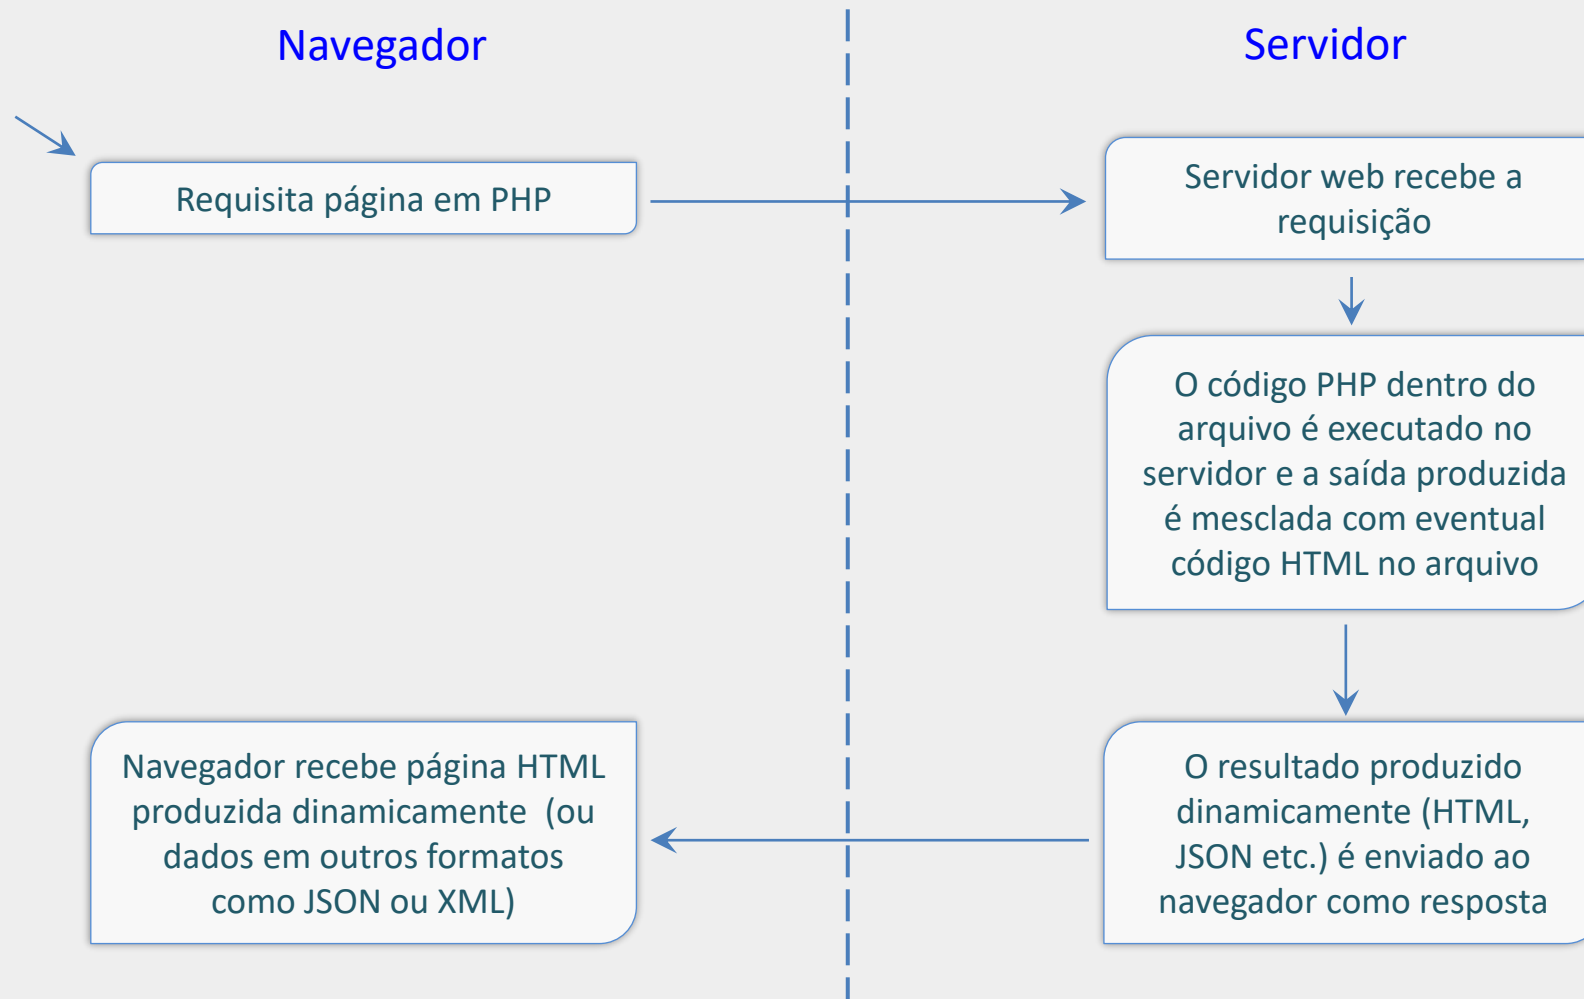 Navegador
Servidor
Requisita página em PHP
Servidor web recebe a
requisição
O código PHP dentro do
arquivo é executado no
servidor e a saída produzida
é mesclada com eventual
código HTML no arquivo
O resultado produzido
dinamicamente (HTML,
JSON etc.) é enviado ao
navegador como resposta
Navegador recebe página HTML
produzida dinamicamente (ou
dados em outros formatos
como JSON ou XML)